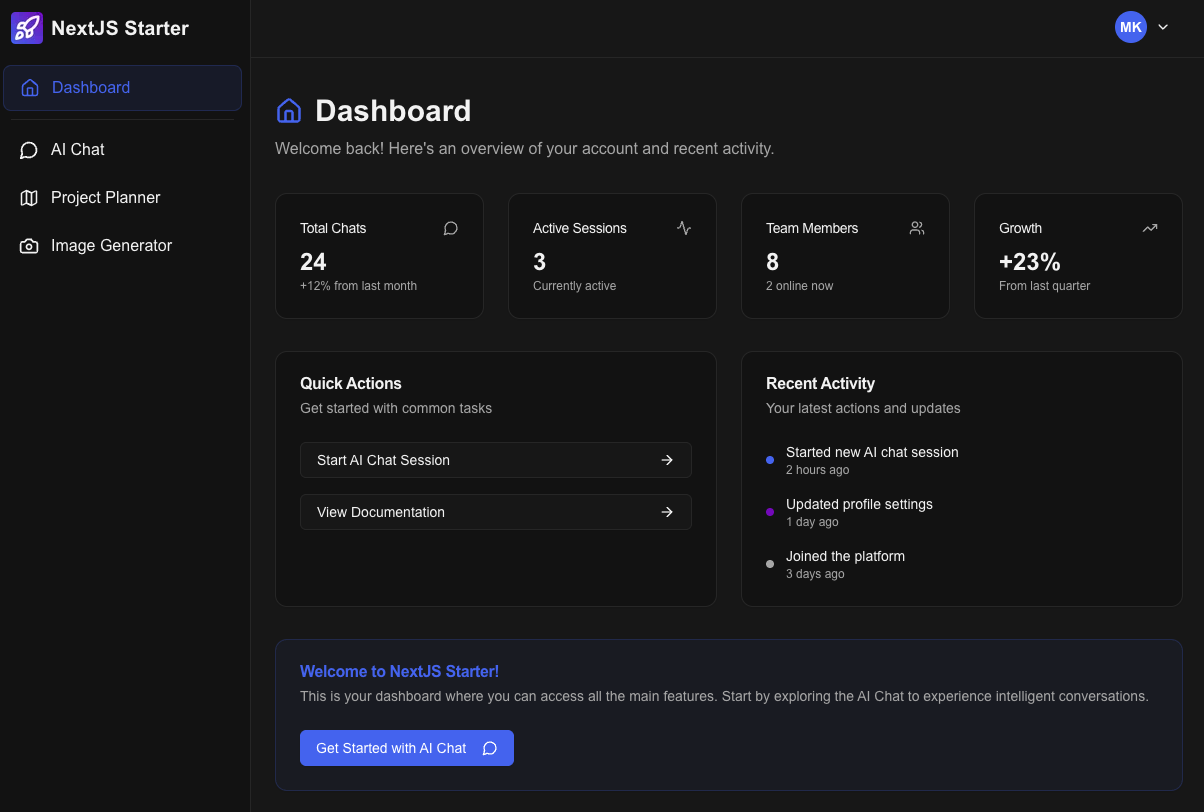 NextJS Starter
MK
Dashboard
AI Chat
Project Planner
Image Generator
Dashboard
Welcome back! Here's an overview of your account and recent activity.
Total Chats
24
+12% from last month
Active Sessions
3
Currently active
Team Members
8
2 online now
Growth
+23%
From last quarter
Quick Actions
Get started with common tasks
Start AI Chat Session
View Documentation
Recent Activity
Your latest actions and updates
Started new AI chat session
2 hours ago
Updated profile settings
1 day ago
Joined the platform
3 days ago
Welcome to NextJS Starter!
This is your dashboard where you can access all the main features. Start by exploring the AI Chat to experience intelligent conversations.
Get Started with AI Chat